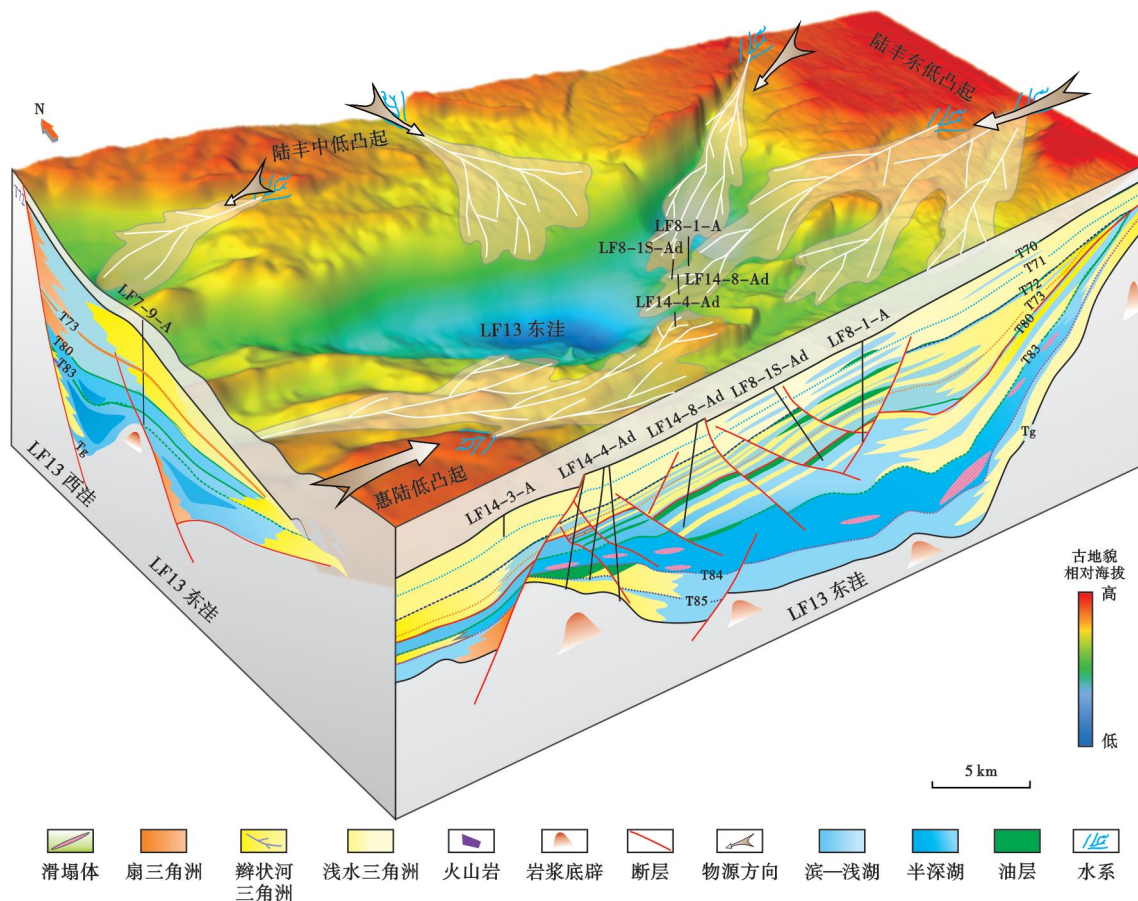 N
陆丰中低凸起
陆丰东低凸起
LF8-1-A
LF8-1S-Ad
LF14-8-Ad
LF14-4-Ad
LF13 东洼
惠陆低凸起
T72
LF7-9-A
T73
T80
T83
Tg
LF13 西洼
LF13 东洼
LF14-3-A
LF14-4-Ad
LF14-8-Ad
LF8-1S-Ad
LF8-1-A
T70
T71
T72
T73
T80
T83
Tg
T84
T85
LF13 东洼
古地貌
相对海拔
高
低
5 km
滑塌体
扇三角洲
辫状河
三角洲
浅水三角洲
火山岩
岩浆底辟
断层
物源方向
滨—浅湖
半深湖
油层
水系